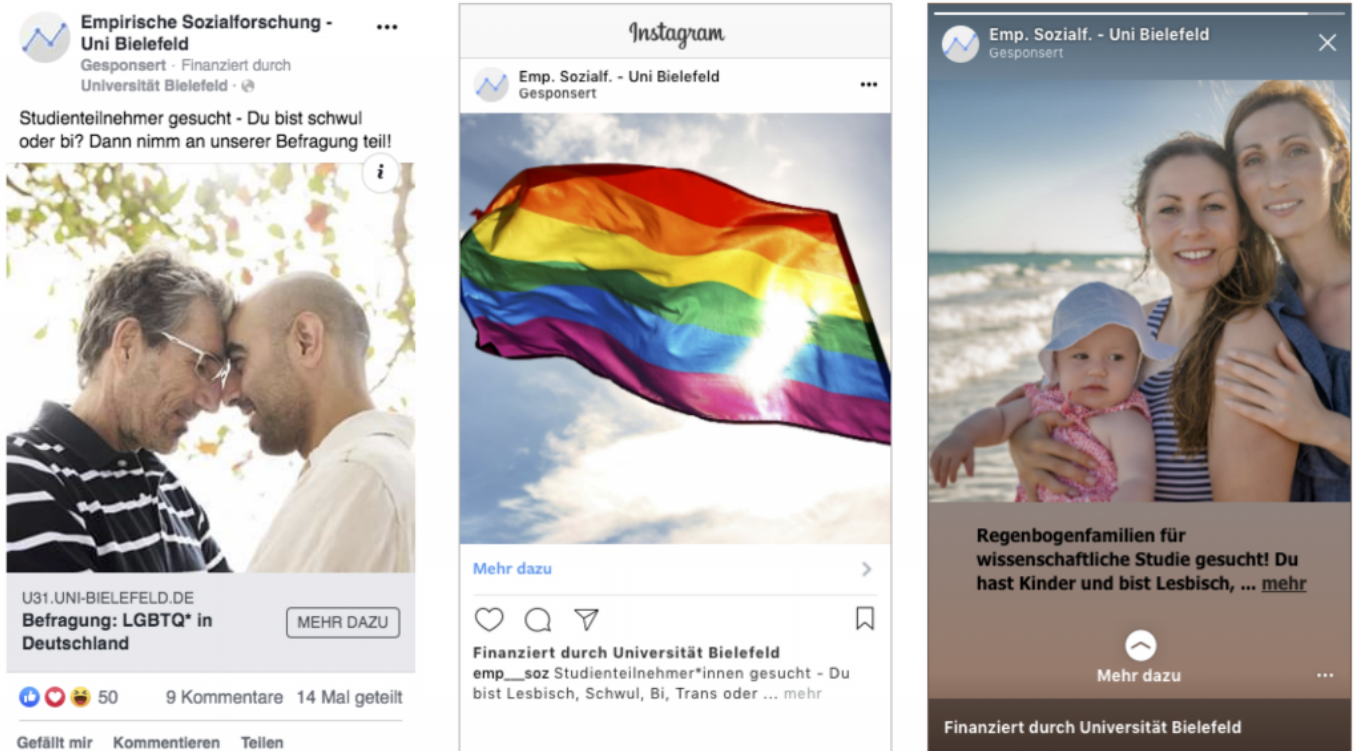 Empirische Sozialforschung -
Uni Bielefeld
Gesponsert · Finanziert durch
Universität Bielefeld ·
Studienteilnehmer gesucht - Du bist schwul
oder bi? Dann nimm an unserer Befragung teil!
i
U31.UNI-BIELEFELD.DE
Befragung: LGBTQ* in
Deutschland
MEHR DAZU
50
9 Kommentare
14 Mal geteilt
Gefällt mir
Kommentieren
Teilen
Instagram
Emp. Sozialf. - Uni Bielefeld
Gesponsert
Mehr dazu
Finanziert durch Universität Bielefeld
emp__soz Studienteilnehmer*innen gesucht - Du
bist Lesbisch, Schwul, Bi, Trans oder ... mehr
Emp. Sozialf. - Uni Bielefeld
Gesponsert
Regenbogenfamilien für
wissenschaftliche Studie gesucht! Du
hast Kinder und bist Lesbisch, ... mehr
Mehr dazu
Finanziert durch Universität Bielefeld